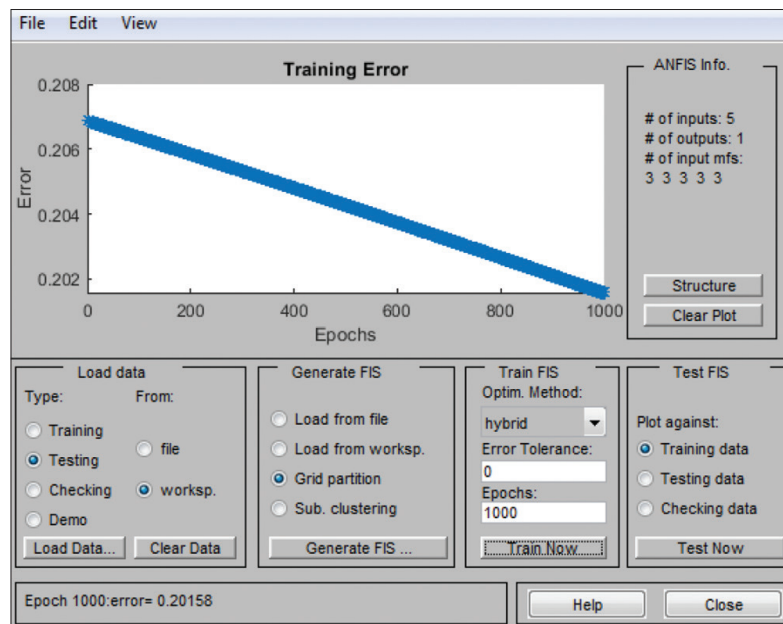 File Edit View
Training Error
0.208
0.206
0.204
0.202
Error
0 200 400 600 800 1000
Epochs
ANFIS Info.
# of inputs: 5
# of outputs: 1
# of input mfs:
3 3 3 3 3
Structure
Clear Plot
Load data
Type: From:
Training
Testing
Checking
Demo
file
worksp.
Load Data... Clear Data
Generate FIS
Load from file
Load from worksp.
Grid partition
Sub. clustering
Generate FIS ...
Train FIS
Optim. Method:
hybrid
Error Tolerance:
0
Epochs:
1000
Train Now
Test FIS
Plot against:
Training data
Testing data
Checking data
Test Now
Epoch 1000:error= 0.20158
Help Close